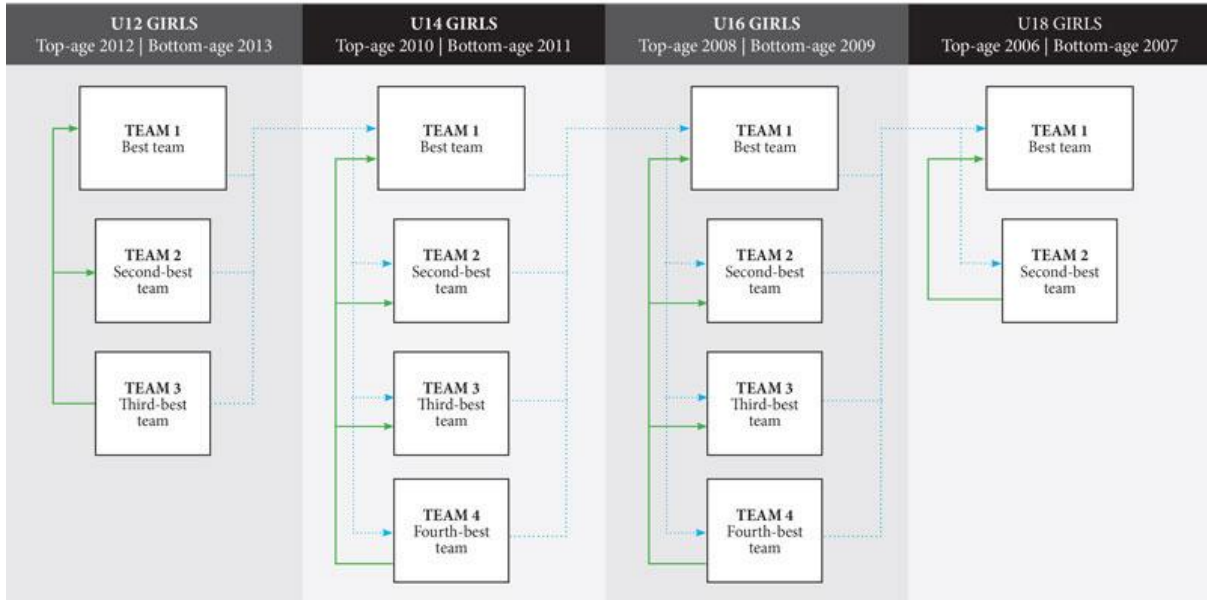 U12 GIRLS
Top-age 2012 | Bottom-age 2013
TEAM 1
Best team
TEAM 2
Second-best
team
TEAM 3
Third-best
team
U14 GIRLS
Top-age 2010 | Bottom-age 2011
TEAM 1
Best team
TEAM 2
Second-best
team
TEAM 3
Third-best
team
TEAM 4
Fourth-best
team
U16 GIRLS
Top-age 2008 | Bottom-age 2009
TEAM 1
Best team
TEAM 2
Second-best
team
TEAM 3
Third-best
team
TEAM 4
Fourth-best
team
U18 GIRLS
Top-age 2006 | Bottom-age 2007
TEAM 1
Best team
TEAM 2
Second-best
team